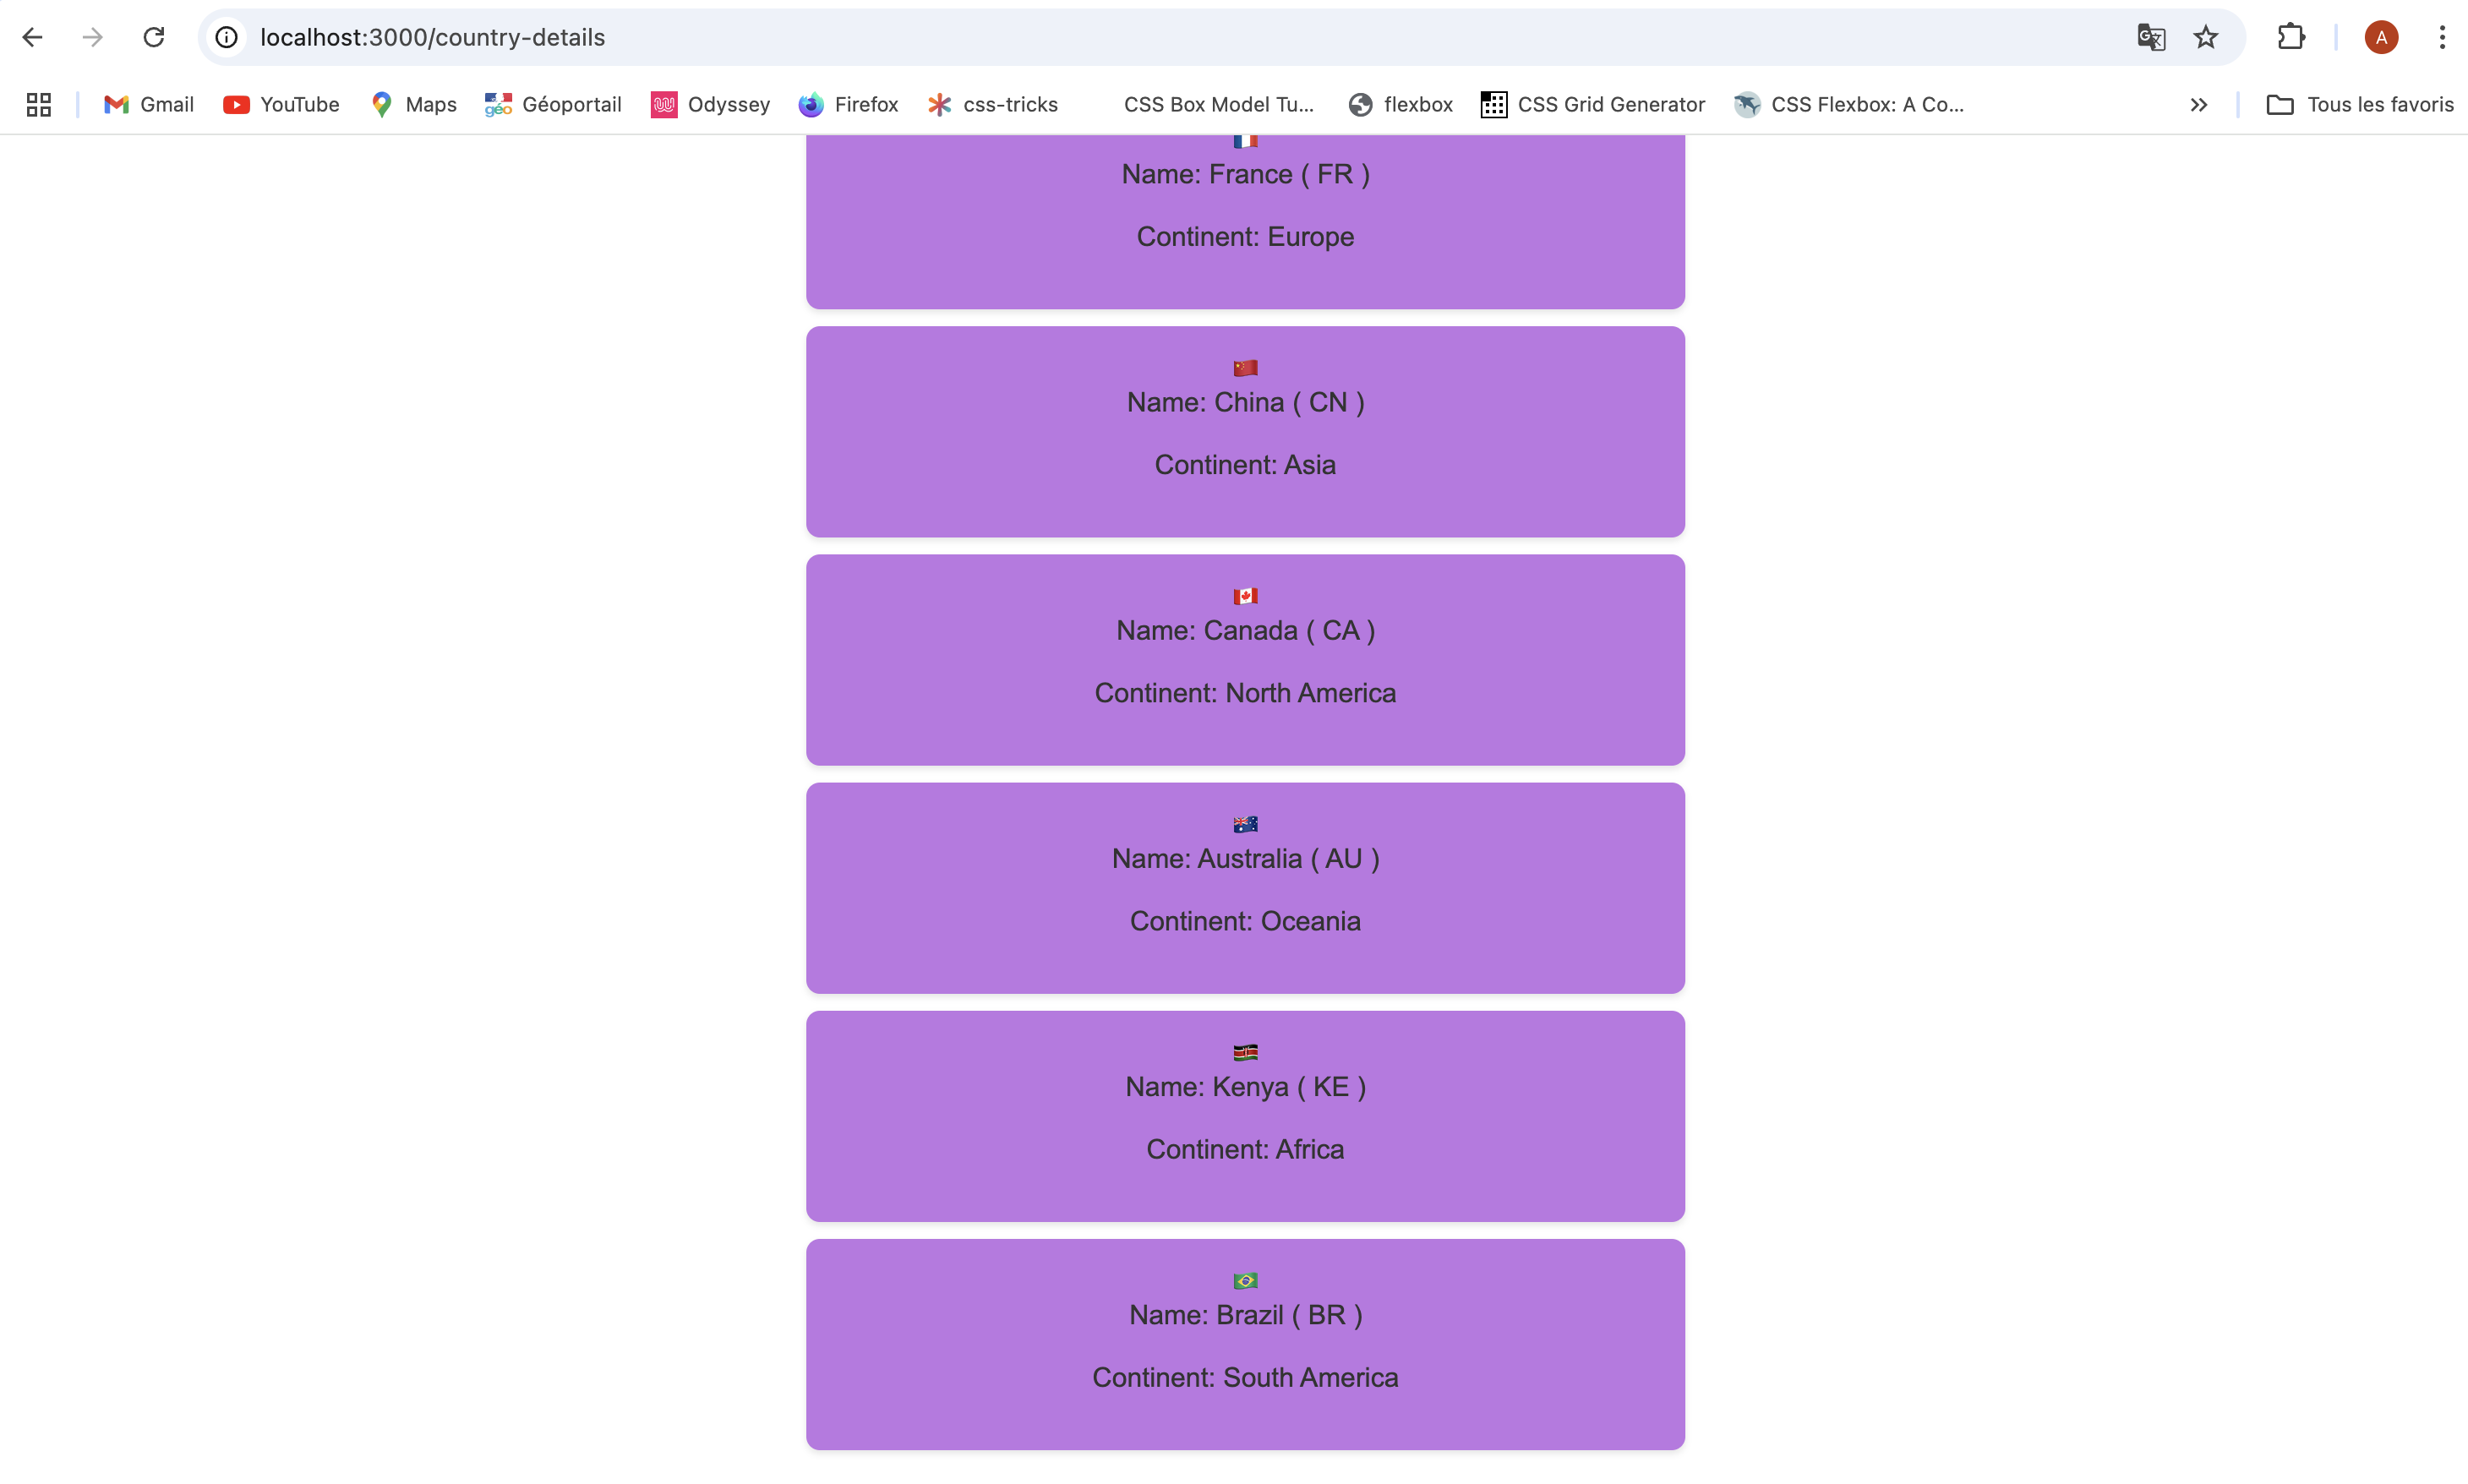 localhost:3000/country-details
A
Gmail YouTube Maps Géoportail Odyssey Firefox css-tricks CSS Box Model Tu... flexbox CSS Grid Generator CSS Flexbox: A Co... Tous les favoris
Name: France ( FR )
Continent: Europe
Name: China ( CN )
Continent: Asia
Name: Canada ( CA )
Continent: North America
Name: Australia ( AU )
Continent: Oceania
Name: Kenya ( KE )
Continent: Africa
Name: Brazil ( BR )
Continent: South America